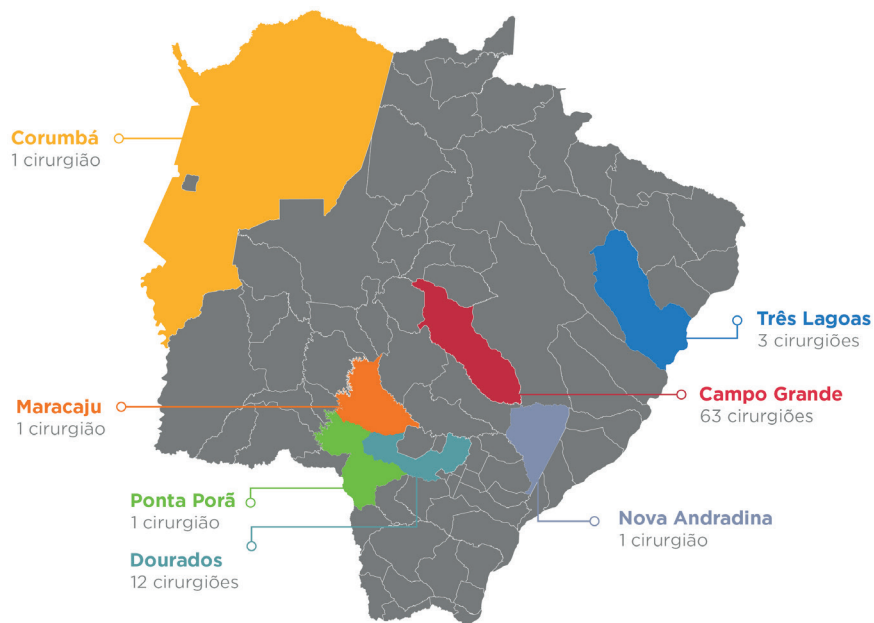 Corumbá
1 cirurgião
Três Lagoas
3 cirurgiões
Campo Grande
63 cirurgiões
Maracaju
1 cirurgião
Ponta Porã
1 cirurgião
Nova Andradina
1 cirurgião
Dourados
12 cirurgiões